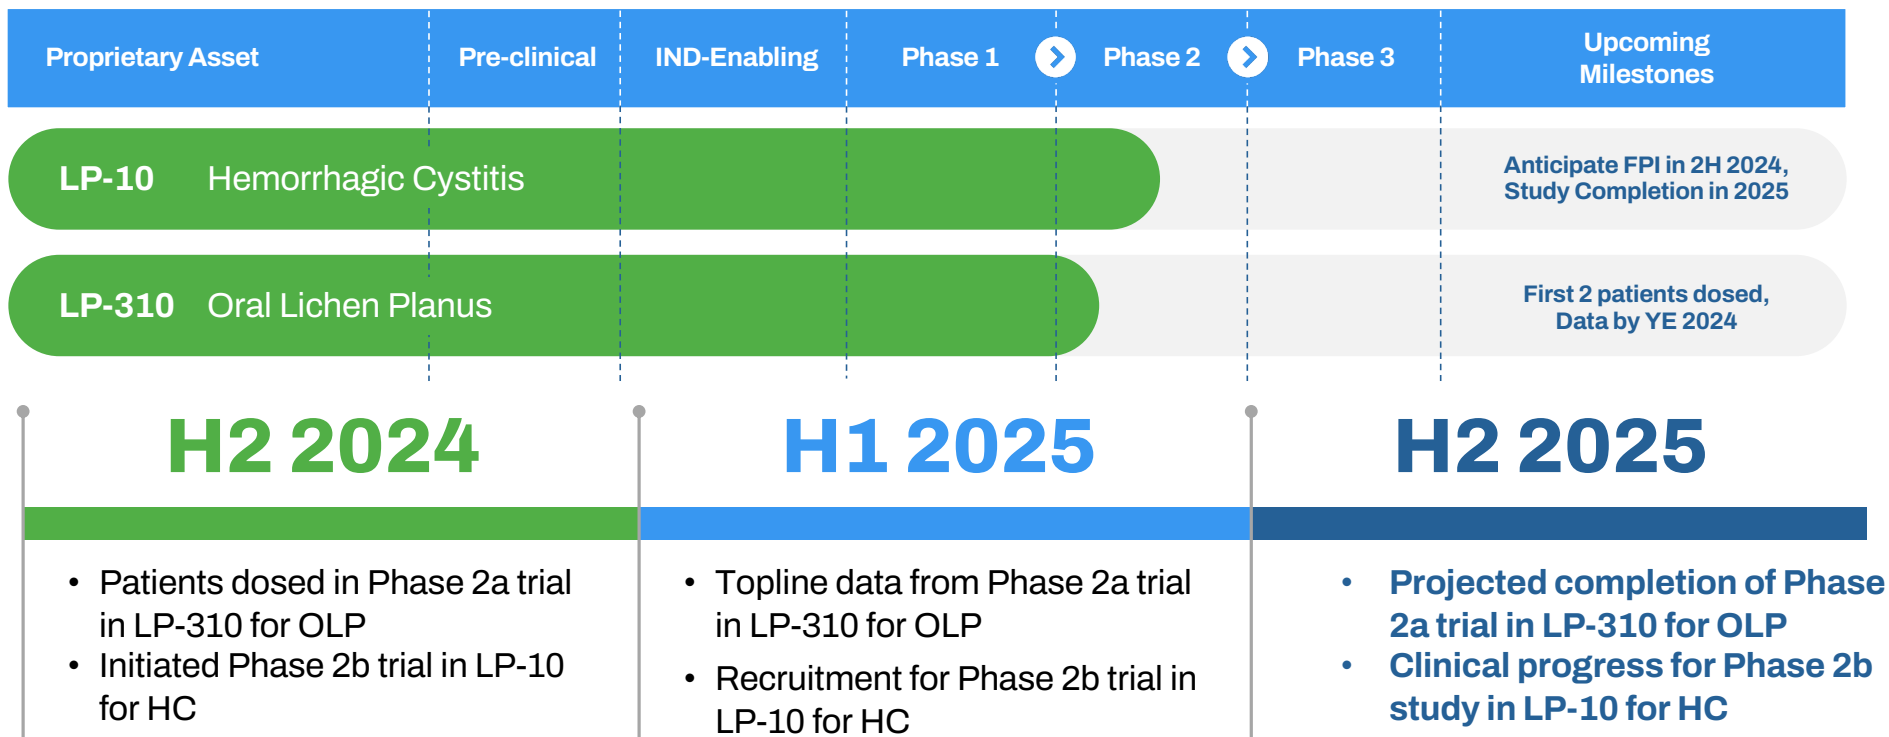 Proprietary Asset
Pre-clinical
IND-Enabling
Phase 1
Phase 2
Phase 3
Upcoming
Milestones
LP-10 Hemorrhagic Cystitis
Anticipate FPI in 2H 2024,
Study Completion in 2025
LP-310 Oral Lichen Planus
First 2 patients dosed,
Data by YE 2024
H2 2024
• Patients dosed in Phase 2a trial
in LP-310 for OLP
• Initiated Phase 2b trial in LP-10
for HC
H1 2025
• Topline data from Phase 2a trial
in LP-310 for OLP
• Recruitment for Phase 2b trial in
LP-10 for HC
H2 2025
• Projected completion of Phase
2a trial in LP-310 for OLP
• Clinical progress for Phase 2b
study in LP-10 for HC